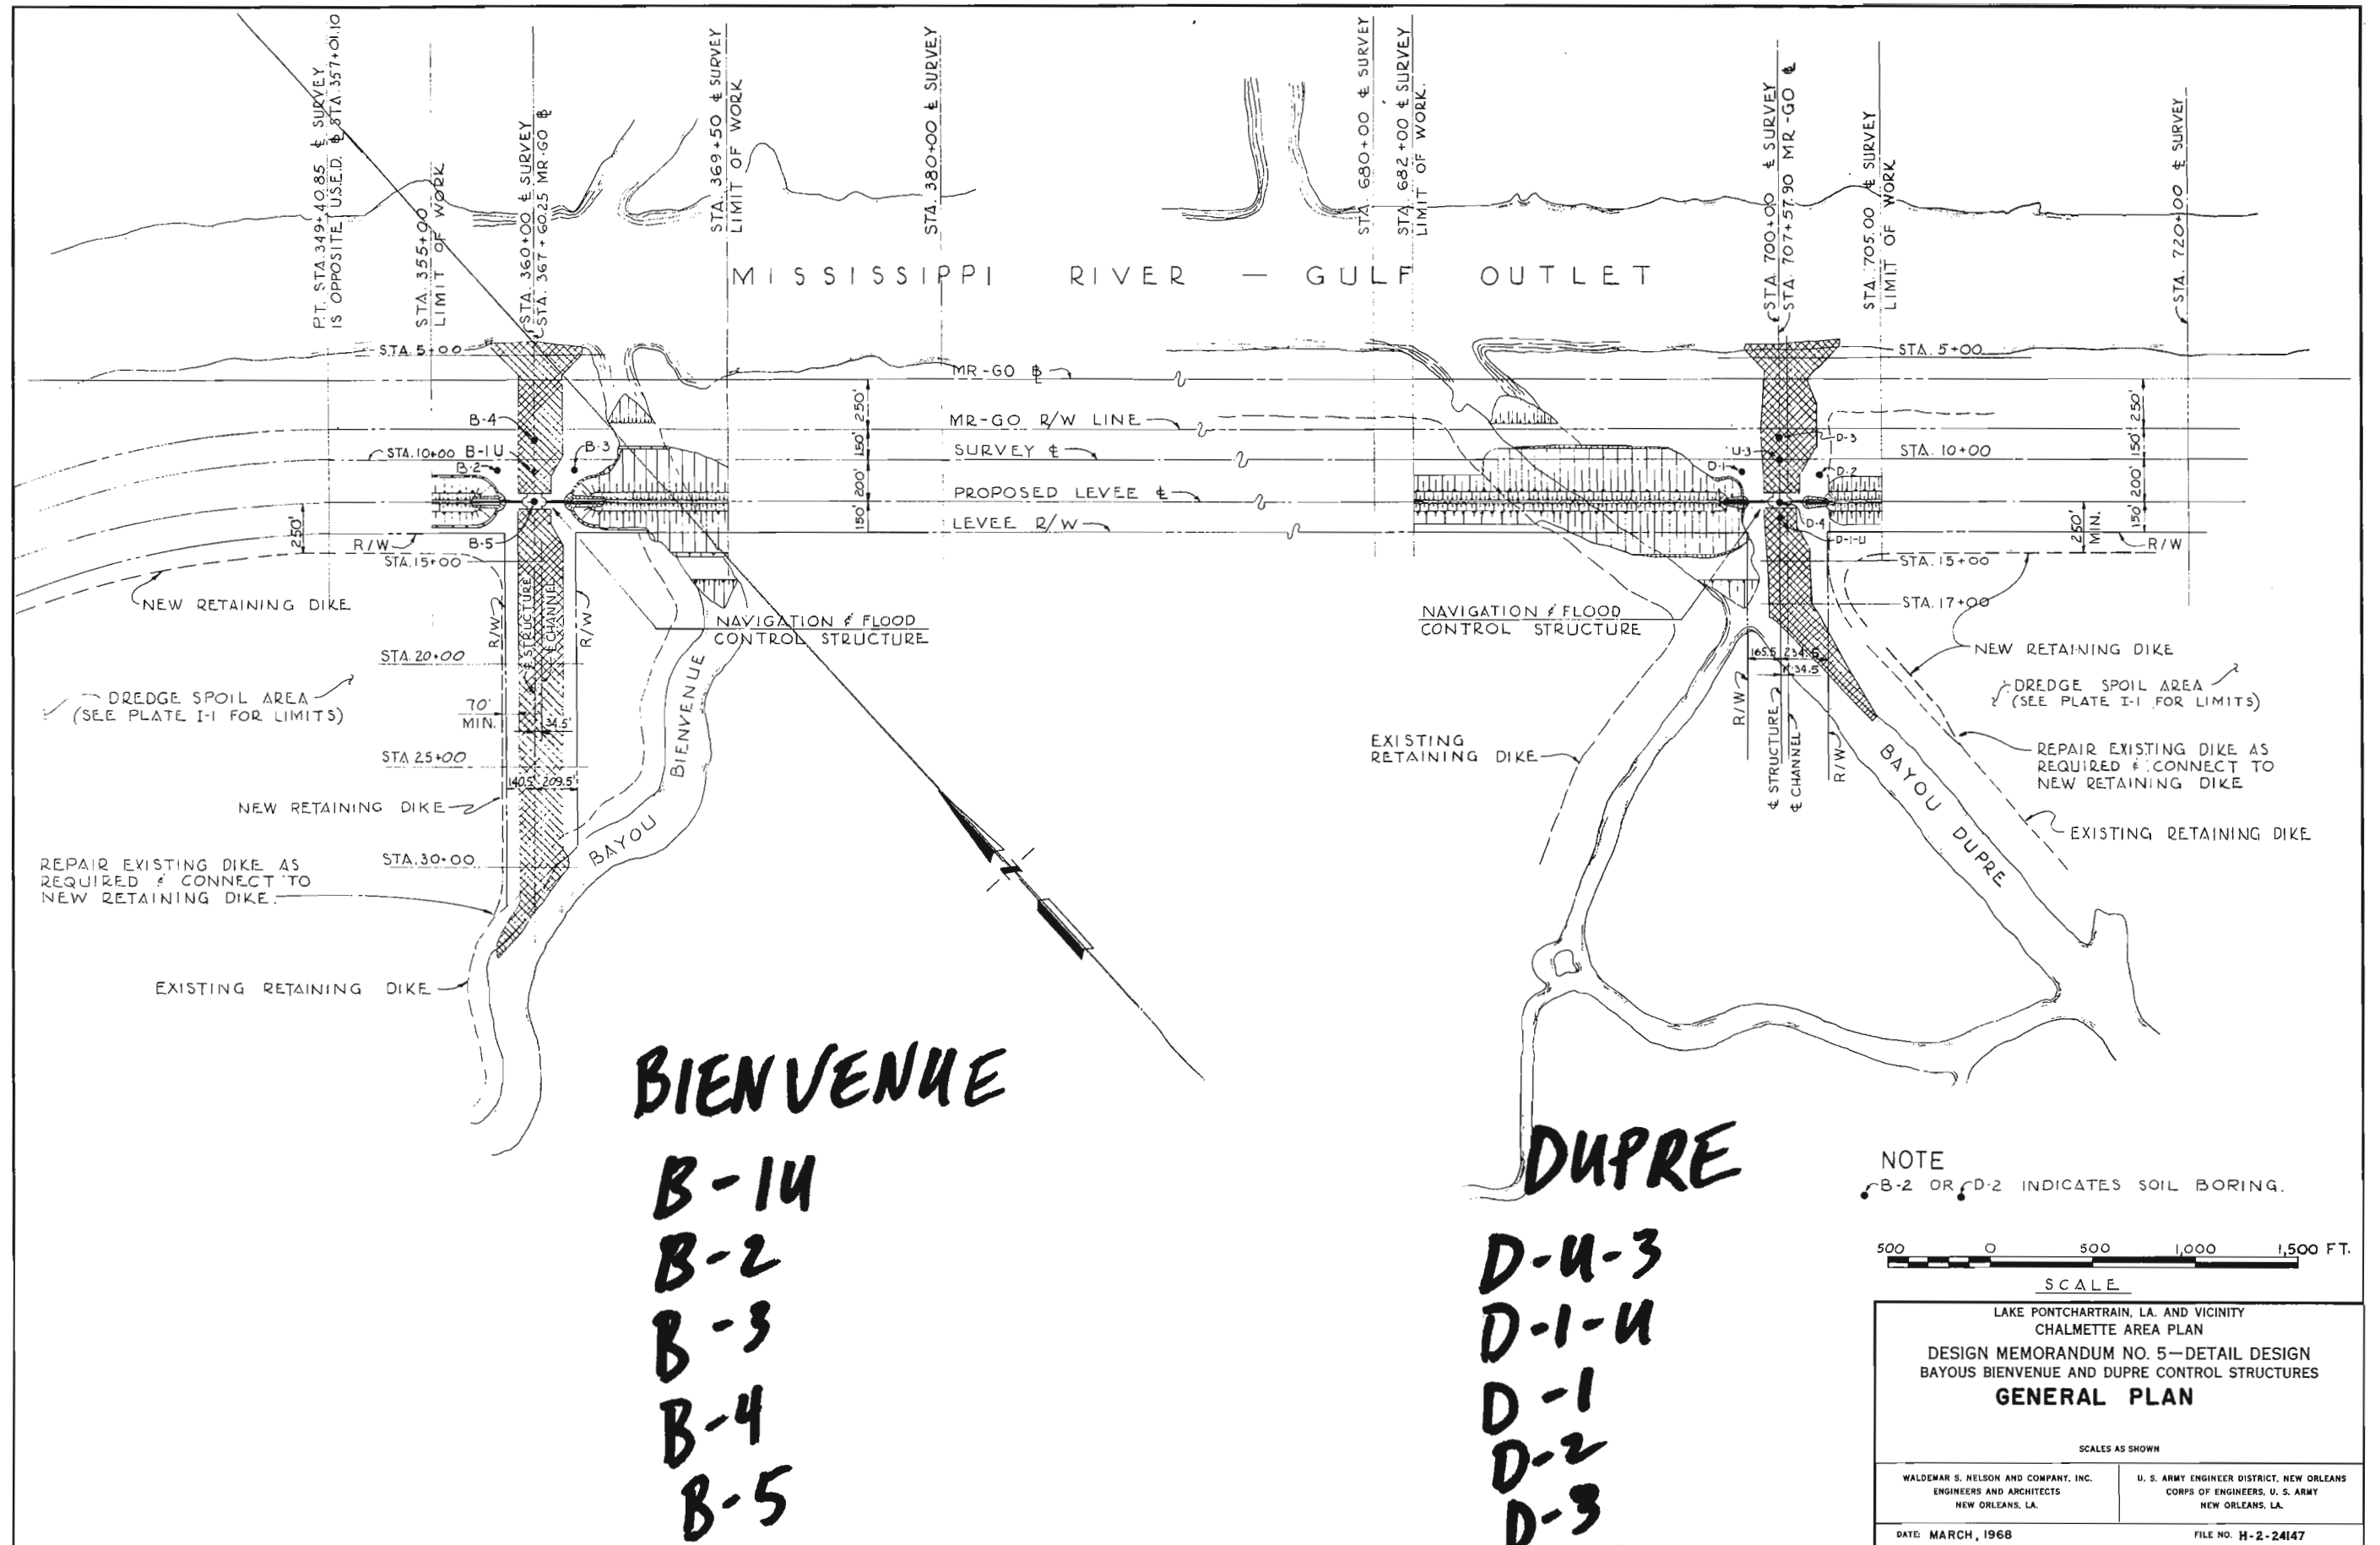 P.T. STA. 349+40.85 ℄ SURVEY
IS OPPOSITE U.S.E.D. ⅊ STA. 357+01.10
STA. 355+00
LIMIT OF WORK
STA. 360+00 ℄ SURVEY
STA. 367+60.25 MR-GO ⅊
STA. 369+50 ℄ SURVEY
LIMIT OF WORK
STA. 380+00 ℄ SURVEY
STA. 680+00 ℄ SURVEY
STA. 682+00 ℄ SURVEY
LIMIT OF WORK.
STA. 700+00 ℄ SURVEY
STA. 707+57.90 MR-GO ⅊
STA. 705.00 ℄ SURVEY
LIMIT OF WORK
STA. 720+00 ℄ SURVEY
MISSISSIPPI RIVER — GULF OUTLET
STA. 5+00
B-4
STA. 10+00 B-1U
B-2
B-3
250'
R/W
B-5
STA. 15+00
NEW RETAINING DIKE
R/W
℄ STRUCTURE
℄ CHANNEL
R/W
NAVIGATION & FLOOD
CONTROL STRUCTURE
STA. 20+00
DREDGE SPOIL AREA
(SEE PLATE I-1 FOR LIMITS)
70'
MIN.
34.5'
STA 25+00
140.5' 209.5'
NEW RETAINING DIKE
STA. 30+00
REPAIR EXISTING DIKE AS
REQUIRED & CONNECT TO
NEW RETAINING DIKE.
EXISTING RETAINING DIKE
BAYOU BIENVENUE
250'
150'
200'
150'
MR-GO ⅊
MR-GO R/W LINE
SURVEY ℄
PROPOSED LEVEE ℄
LEVEE R/W
STA. 5+00
D-3
U-3
STA. 10+00
D-1
D-2
D-4
D-1-U
250'
150'
200'
150'
250'
MIN.
R/W
STA. 15+00
STA. 17+00
NAVIGATION & FLOOD
CONTROL STRUCTURE
165.5 234.5
34.5
R/W
℄ STRUCTURE
℄ CHANNEL
R/W
NEW RETAINING DIKE
DREDGE SPOIL AREA
(SEE PLATE I-1 FOR LIMITS)
EXISTING
RETAINING DIKE
REPAIR EXISTING DIKE AS
REQUIRED & CONNECT TO
NEW RETAINING DIKE
EXISTING RETAINING DIKE
BAYOU DUPRE
BIENVENUE
B-1U
B-2
B-3
B-4
B-5
DUPRE
D-U-3
D-1-U
D-1
D-2
D-3
NOTE
B-2 OR D-2 INDICATES SOIL BORING.
500 0 500 1,000 1,500 FT.
SCALE
LAKE PONTCHARTRAIN, LA. AND VICINITY
CHALMETTE AREA PLAN
DESIGN MEMORANDUM NO. 5—DETAIL DESIGN
BAYOUS BIENVENUE AND DUPRE CONTROL STRUCTURES
GENERAL PLAN
SCALES AS SHOWN
WALDEMAR S. NELSON AND COMPANY, INC.
ENGINEERS AND ARCHITECTS
NEW ORLEANS, LA.
U. S. ARMY ENGINEER DISTRICT, NEW ORLEANS
CORPS OF ENGINEERS, U. S. ARMY
NEW ORLEANS, LA.
DATE: MARCH, 1968
FILE NO. H-2-24147